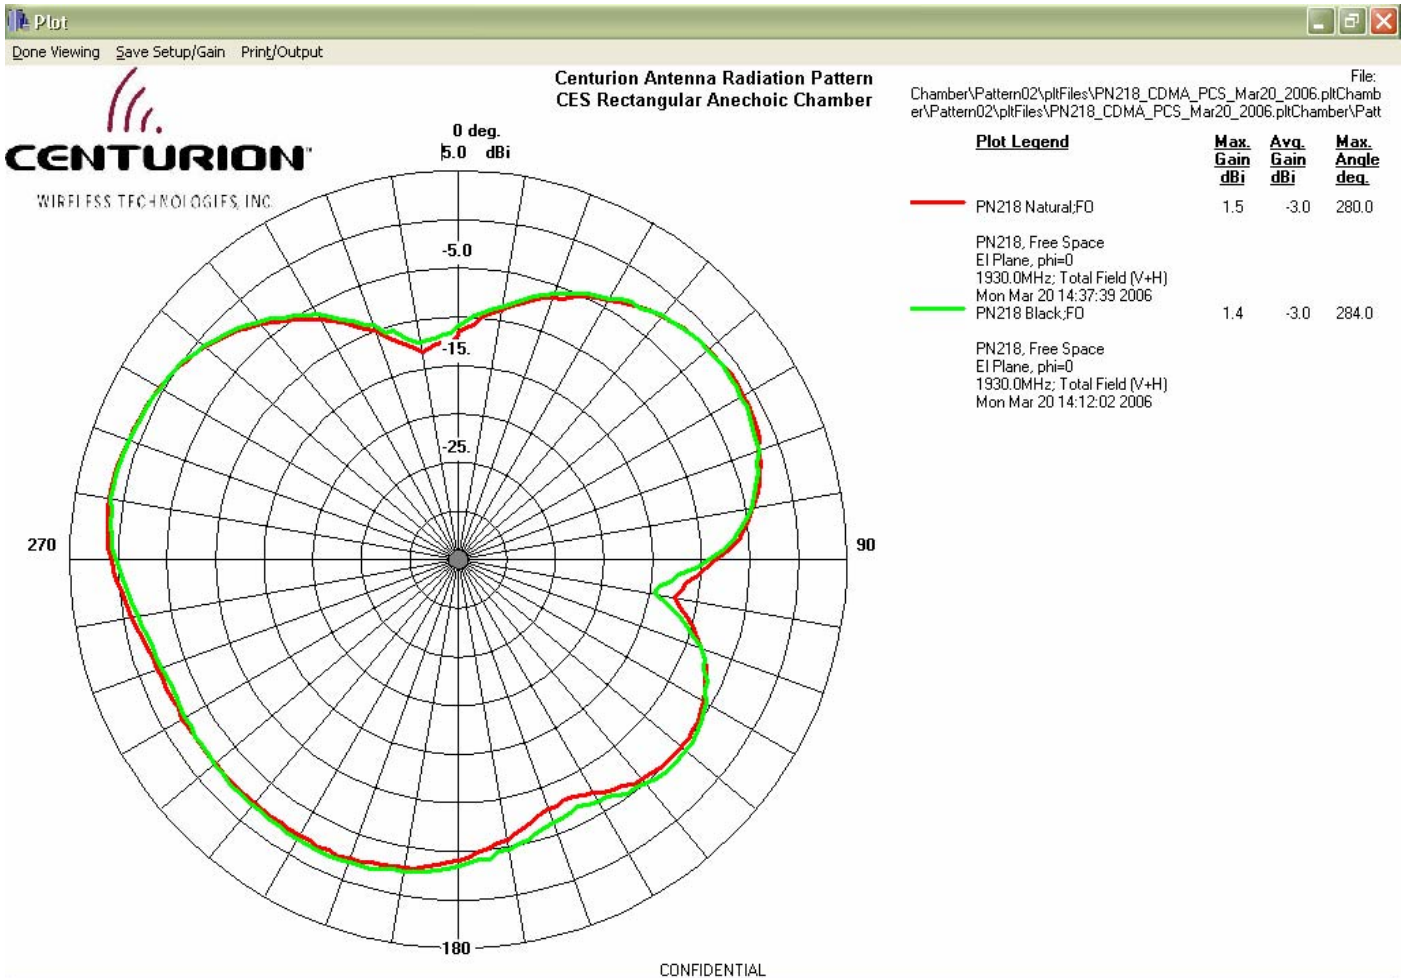 Plot
Done Viewing Save Setup/Gain Print/Output
CENTURION™
WIRELESS TECHNOLOGIES, INC.
Centurion Antenna Radiation Pattern
CES Rectangular Anechoic Chamber
File:
Chamber\Pattern02\pltFiles\PN218_CDMA_PCS_Mar20_2006.pltChamb
er\Pattern02\pltFiles\PN218_CDMA_PCS_Mar20_2006.pltChamber\Patt
Plot Legend Max. Gain dBi Avg. Gain dBi Max. Angle deg.
PN218 Natural;FO 1.5 -3.0 280.0
PN218, Free Space
El Plane, phi=0
1930.0MHz; Total Field (V+H)
Mon Mar 20 14:37:39 2006
PN218 Black;FO 1.4 -3.0 284.0
PN218, Free Space
El Plane, phi=0
1930.0MHz; Total Field (V+H)
Mon Mar 20 14:12:02 2006
0 deg.
5.0 dBi
-5.0
-15.
-25.
270
90
180
CONFIDENTIAL